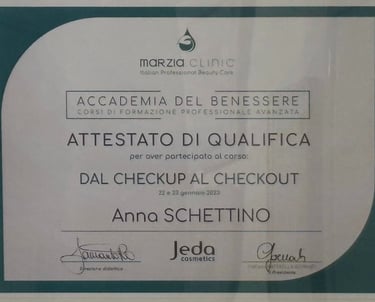 MARZIA CLINIC
Italian Professional Beauty Care
ACCADEMIA DEL BENESSERE
CORSI DI FORMAZIONE PROFESSIONALE AVANZATA
ATTESTATO DI QUALIFICA
per aver partecipato al corso:
DAL CHECKUP AL CHECKOUT
22 e 23 gennaio 2023
Anna SCHETTINO
Jeda
cosmetics
Direzione didattica
Presidente